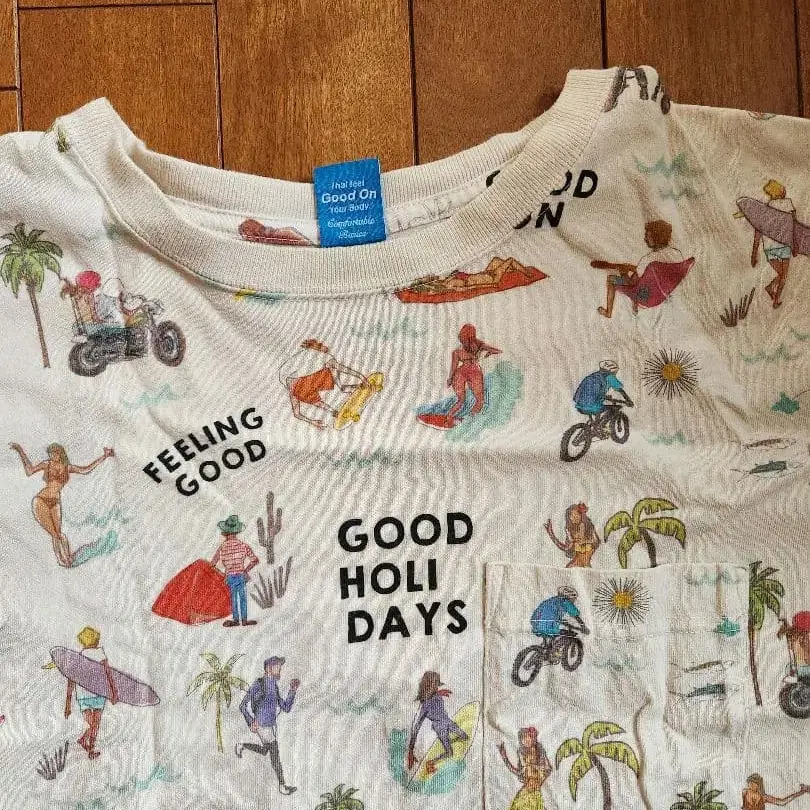 That feel
Good On
Your Body.
Comfortable
Basics
GOOD
ON
FEELING
GOOD
GOOD
HOLI
DAYS